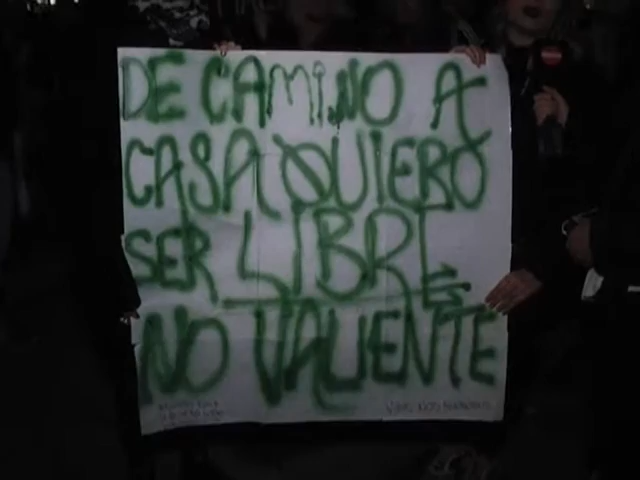 DE CAMINO A
CASA QUIERO
SER LIBRE
NO VALIENTE